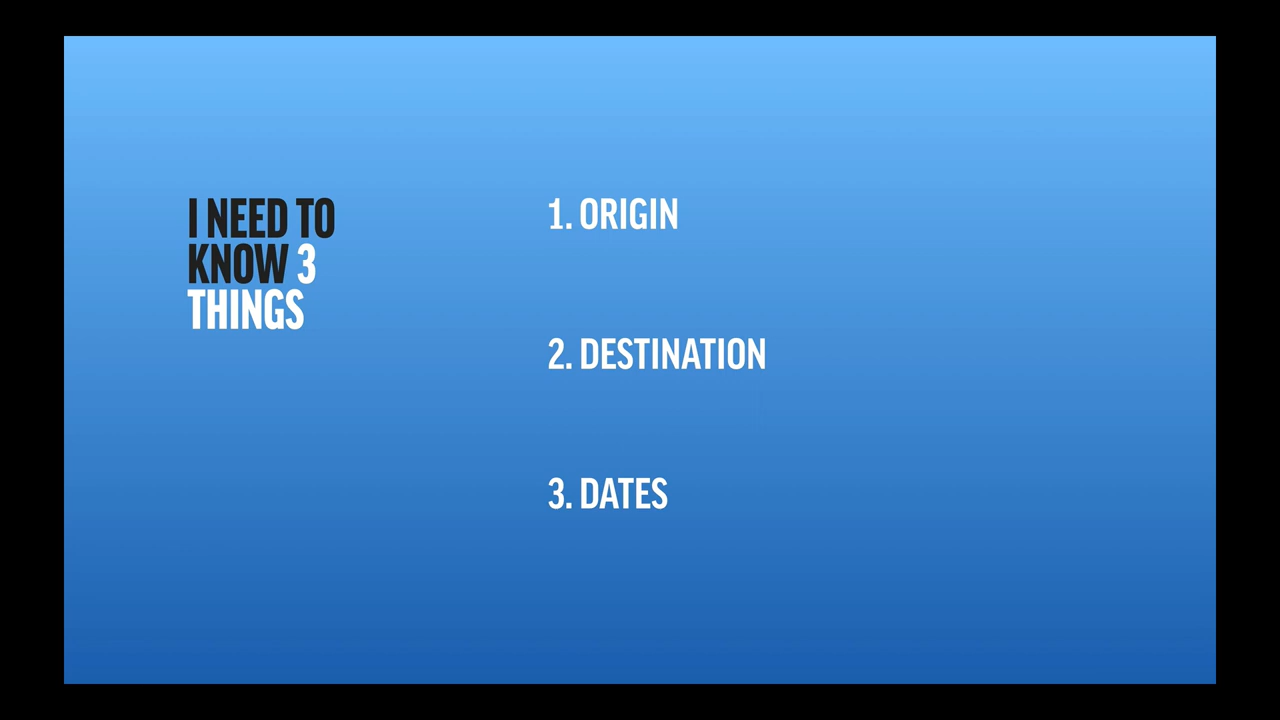 I NEED TO
KNOW 3
THINGS
1. ORIGIN
2. DESTINATION
3. DATES